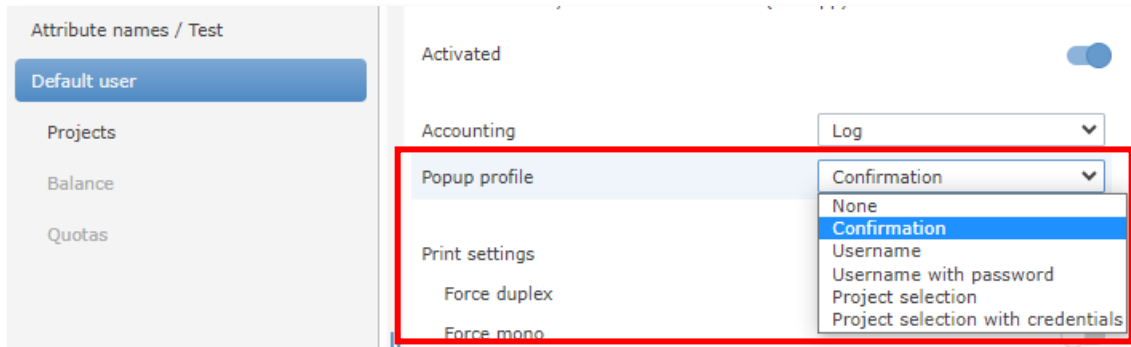 Attribute names / Test
Default user
Projects
Balance
Quotas
Activated
Accounting
Log
Popup profile
Confirmation
None
Confirmation
Username
Username with password
Project selection
Project selection with credentials
Print settings
Force duplex
Force mono